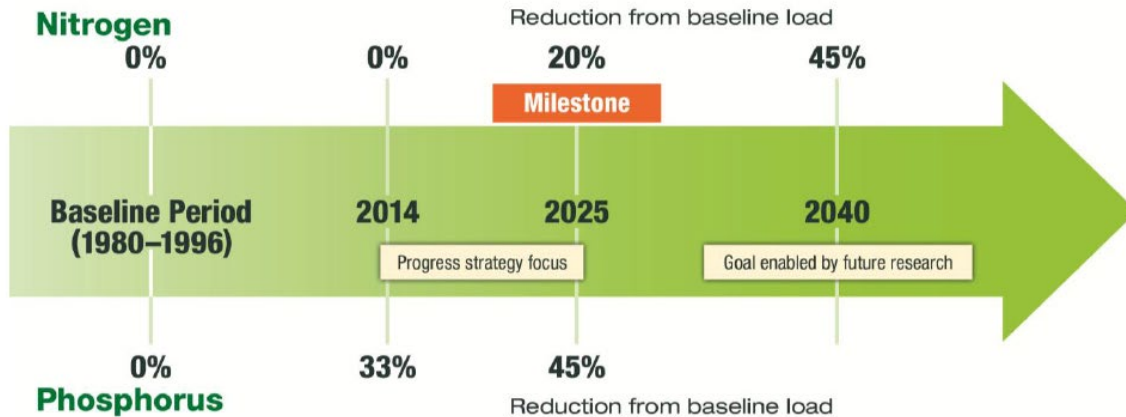 Nitrogen
Reduction from baseline load
0% 0% 20% 45%
Milestone
Baseline Period
(1980–1996)
2014 2025 2040
Progress strategy focus
Goal enabled by future research
0% 33% 45%
Phosphorus
Reduction from baseline load